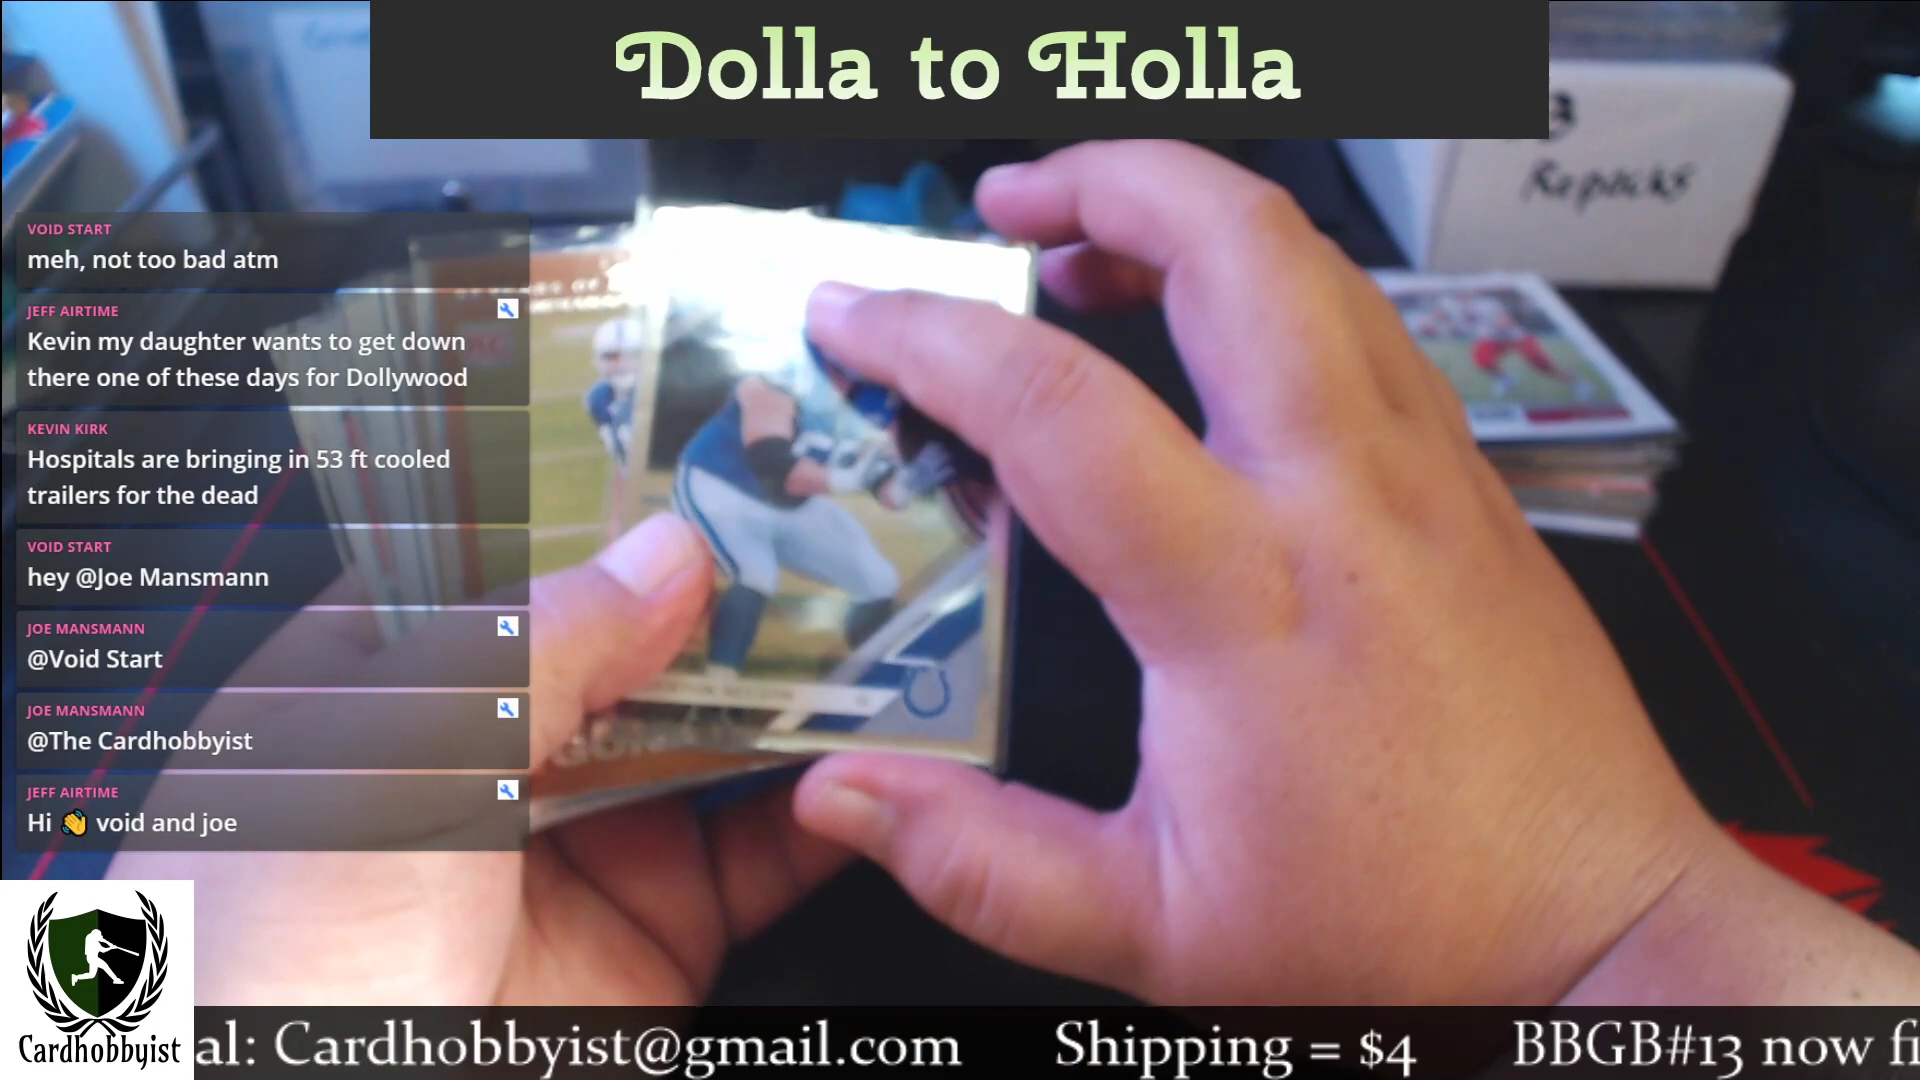 Dolla to Holla
Repacks
VOID START
meh, not too bad atm
JEFF AIRTIME
Kevin my daughter wants to get down
there one of these days for Dollywood
KEVIN KIRK
Hospitals are bringing in 53 ft cooled
trailers for the dead
VOID START
hey @Joe Mansmann
JOE MANSMANN
@Void Start
JOE MANSMANN
@The Cardhobbyist
JEFF AIRTIME
Hi 👋 void and joe
Cardhobbyist
al: Cardhobbyist@gmail.com Shipping = $4 BBGB#13 now fi